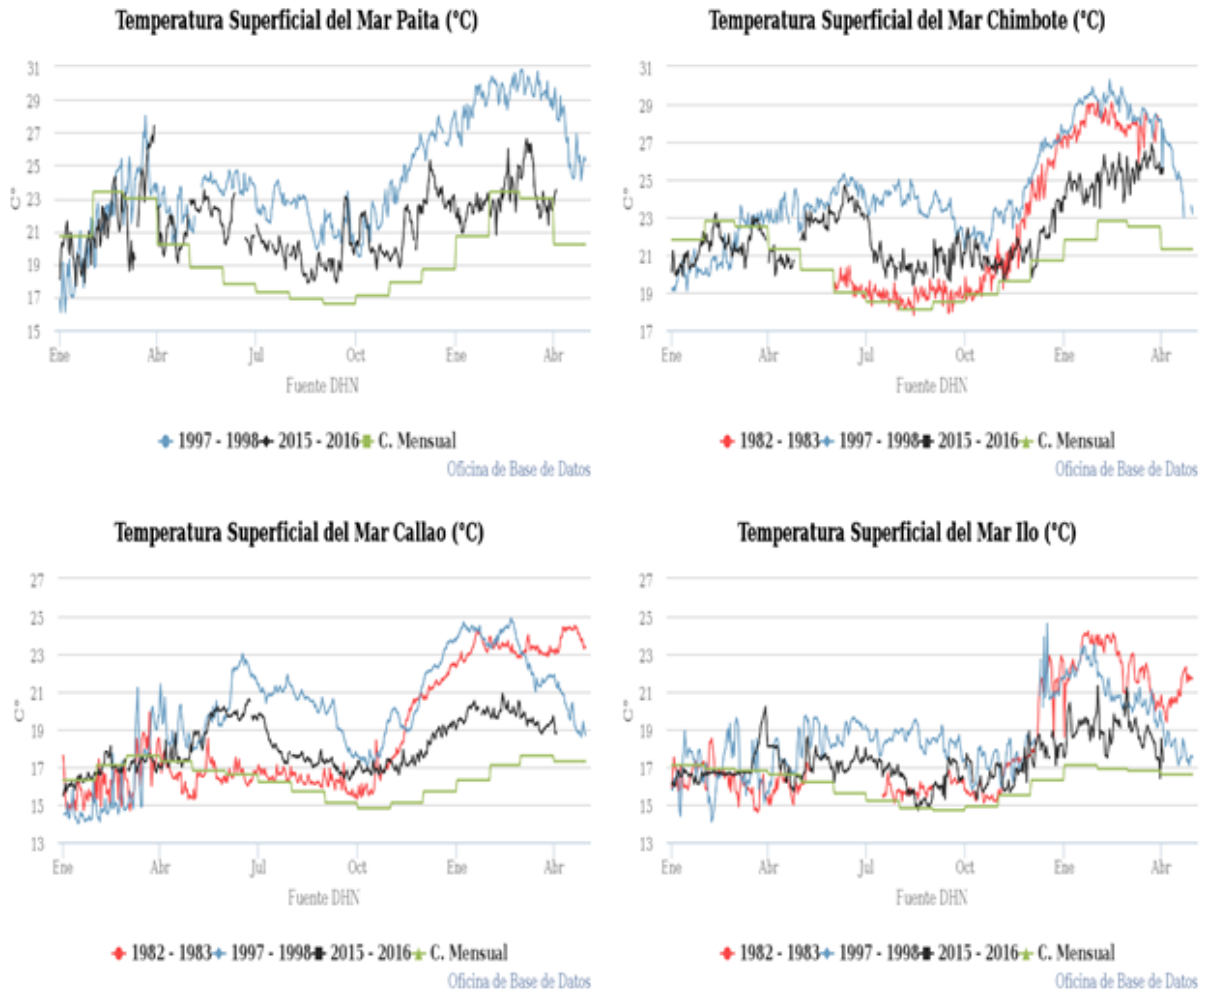 Temperatura Superficial del Mar Paita (°C)
31
29
27
25
23
21
19
17
15
C°
Ene
Abr
Jul
Oct
Ene
Abr
Fuente DHN
1997 - 1998 2015 - 2016 C. Mensual
Oficina de Base de Datos
Temperatura Superficial del Mar Chimbote (°C)
31
29
27
25
23
21
19
17
C°
Ene
Abr
Jul
Oct
Ene
Abr
Fuente DHN
1982 - 1983 1997 - 1998 2015 - 2016 C. Mensual
Oficina de Base de Datos
Temperatura Superficial del Mar Callao (°C)
27
25
23
21
19
17
15
13
C°
Ene
Abr
Jul
Oct
Ene
Abr
Fuente DHN
1982 - 1983 1997 - 1998 2015 - 2016 C. Mensual
Oficina de Base de Datos
Temperatura Superficial del Mar Ilo (°C)
27
25
23
21
19
17
15
13
C°
Ene
Abr
Jul
Oct
Ene
Abr
Fuente DHN
1982 - 1983 1997 - 1998 2015 - 2016 C. Mensual
Oficina de Base de Datos